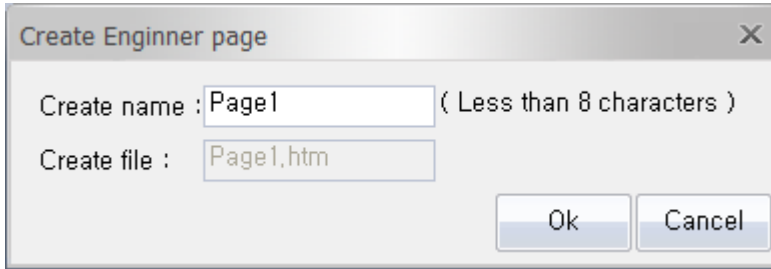 Create Enginner page
Create name : Page1 ( Less than 8 characters )
Create file : Page1.htm
Ok Cancel